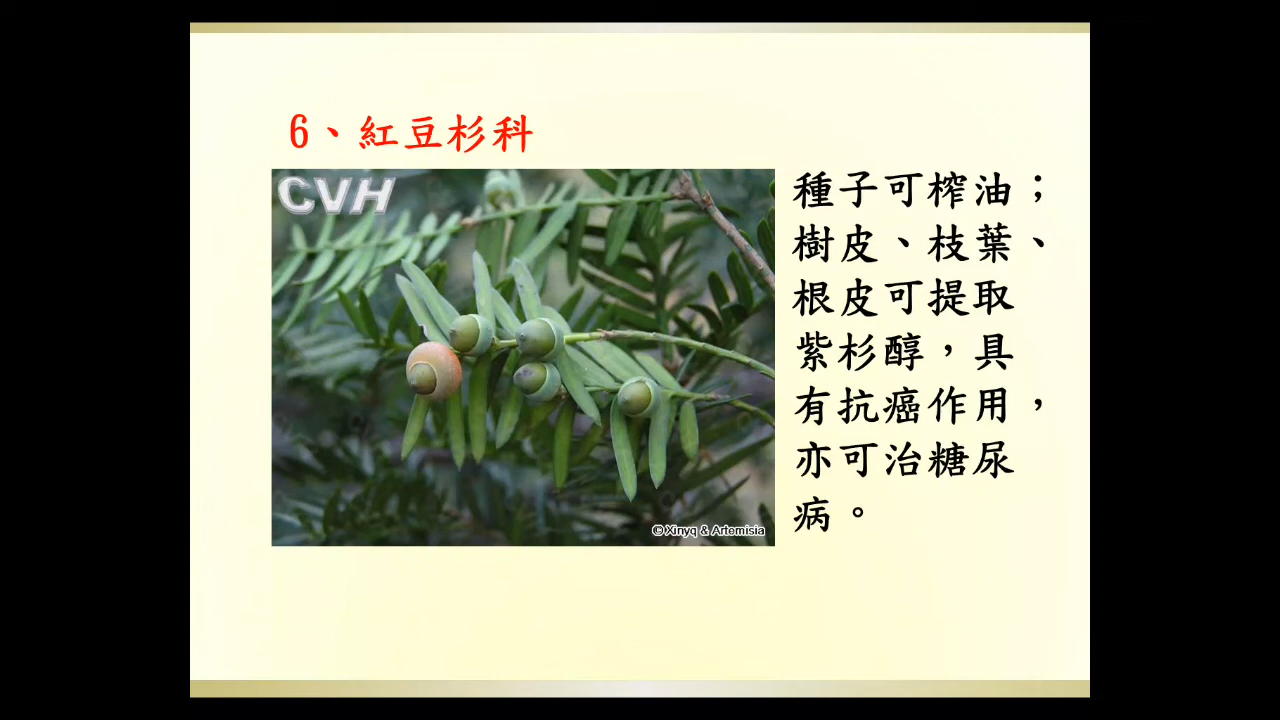 6、紅豆杉科
CVH
種子可榨油；
樹皮、枝葉、
根皮可提取
紫杉醇，具
有抗癌作用，
亦可治糖尿
病。
©Xinyq & Artemisia